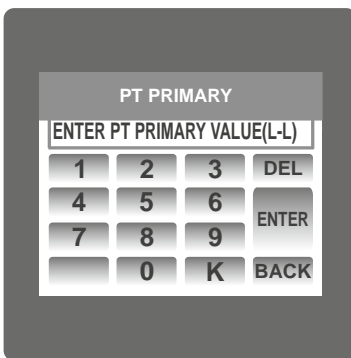 PT PRIMARY
ENTER PT PRIMARY VALUE(L-L)
1 2 3 DEL
4 5 6 ENTER
7 8 9
0 K BACK